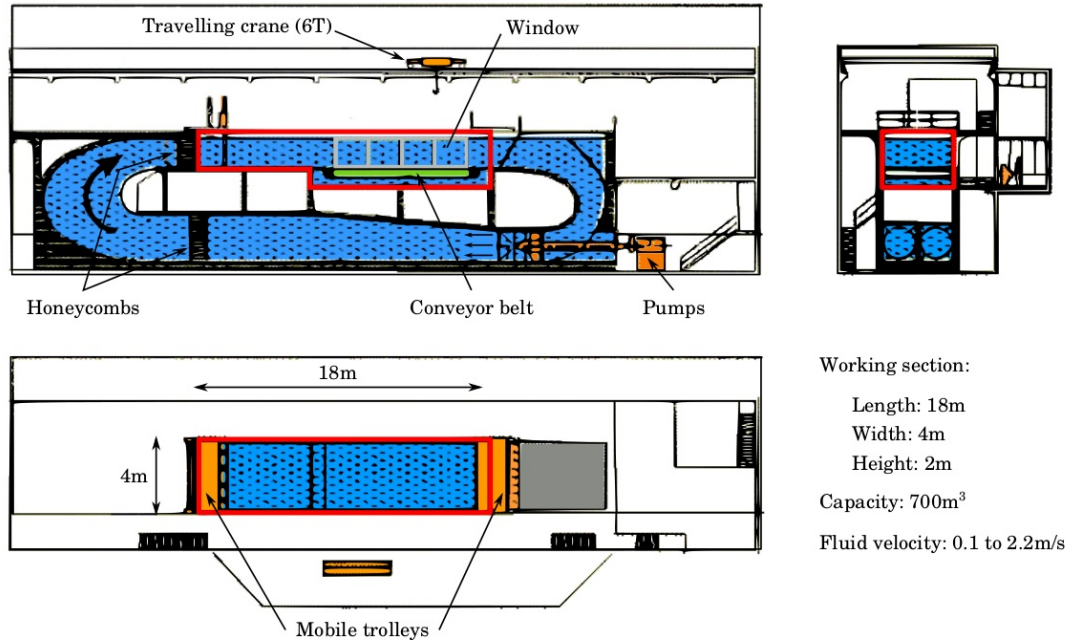 Travelling crane (6T)
Window
Honeycombs
Conveyor belt
Pumps
18m
4m
Mobile trolleys
Working section:
Length: 18m
Width: 4m
Height: 2m
Capacity: 700m³
Fluid velocity: 0.1 to 2.2m/s